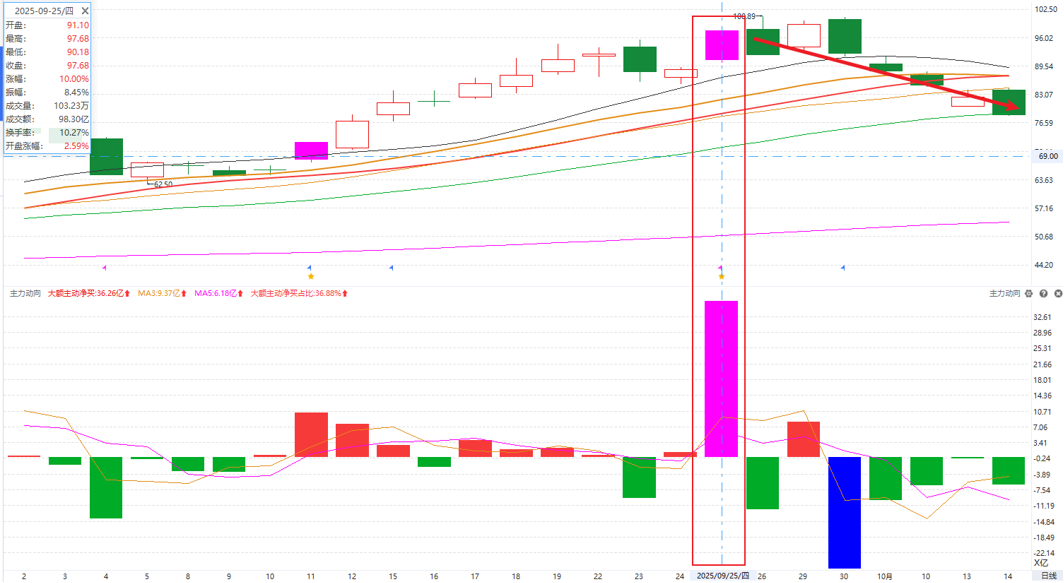 2025-09-25/四
开盘: 91.10
最高: 97.68
最低: 90.18
收盘: 97.68
涨幅: 10.00%
振幅: 8.45%
成交量: 103.23万
成交额: 98.30亿
换手率: 10.27%
开盘涨幅: 2.59%
100.89
62.50
102.50
96.02
89.54
83.07
76.59
69.00
63.63
57.16
50.68
44.20
主力动向 大额主动净买:36.26亿 MA3:9.37亿 MA5:6.18亿 大额主动净买占比:36.88%
主力动向
32.61
28.96
25.31
21.66
18.01
14.36
10.71
7.06
3.41
-0.24
-3.89
-7.54
-11.19
-14.84
-18.49
-22.14
X亿
2 3 4 5 8 9 10 11 12 15 16 17 18 19 22 23 24 2025/09/25/四 26 29 30 10月 10 13 14 日线